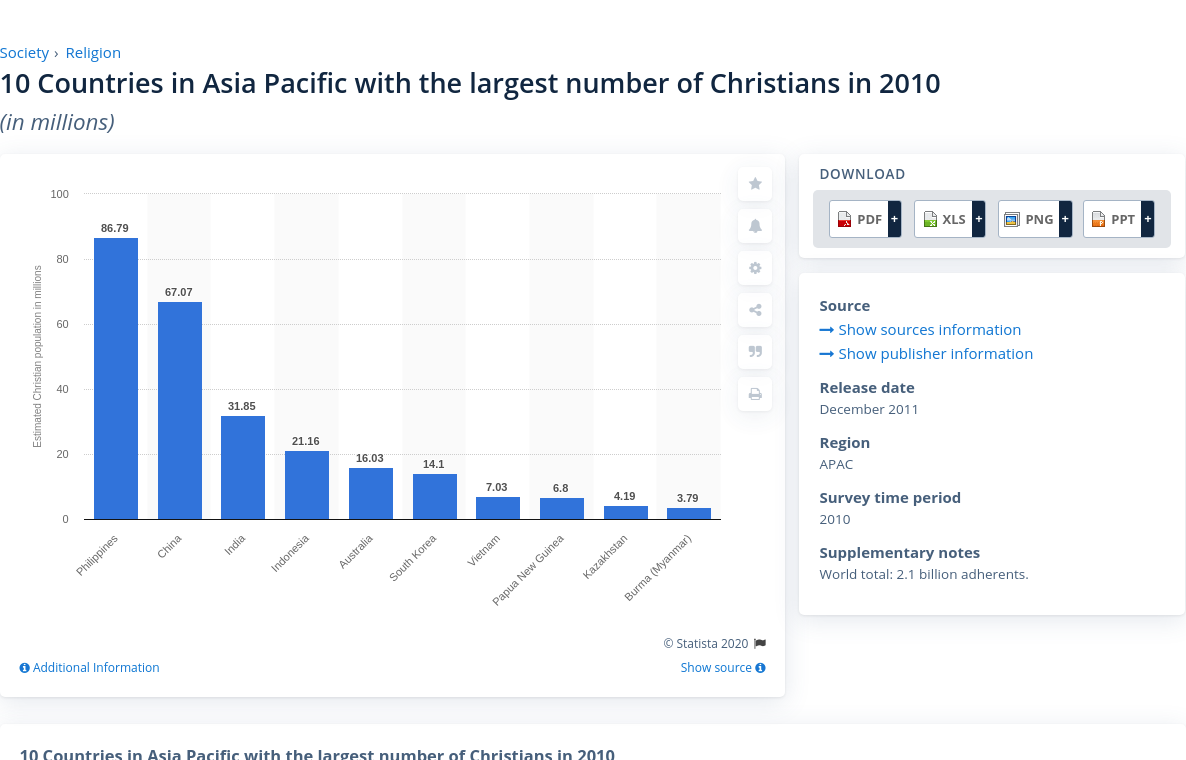 Society › Religion
10 Countries in Asia Pacific with the largest number of Christians in 2010
(in millions)
DOWNLOAD
PDF +
XLS +
PNG +
PPT +
Estimated Christian population in millions
100
80
60
40
20
0
86.79
67.07
31.85
21.16
16.03
14.1
7.03
6.8
4.19
3.79
Philippines
China
India
Indonesia
Australia
South Korea
Vietnam
Papua New Guinea
Kazakhstan
Burma (Myanmar)
© Statista 2020
Additional Information
Show source
Source
Show sources information
Show publisher information
Release date
December 2011
Region
APAC
Survey time period
2010
Supplementary notes
World total: 2.1 billion adherents.
10 Countries in Asia Pacific with the largest number of Christians in 2010